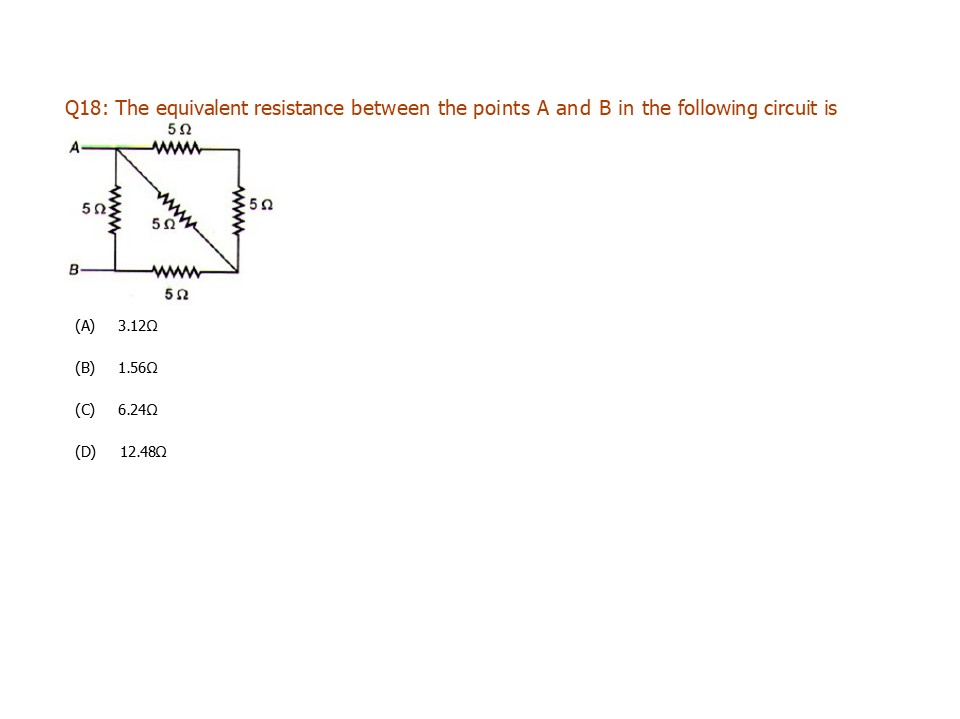 Q18: The equivalent resistance between the points A and B in the following circuit is
5 Ω
A
5 Ω
5 Ω
5 Ω
B
5 Ω
(A) 3.12Ω
(B) 1.56Ω
(C) 6.24Ω
(D) 12.48Ω